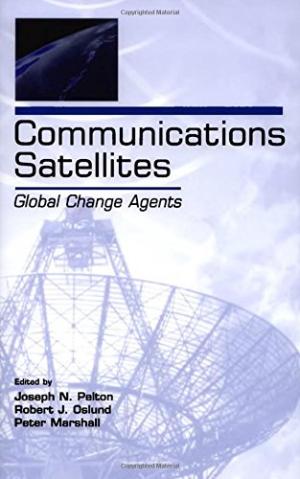 Communications
Satellites
Global Change Agents
Edited by
Joseph N. Pelton
Robert J. Oslund
Peter Marshall